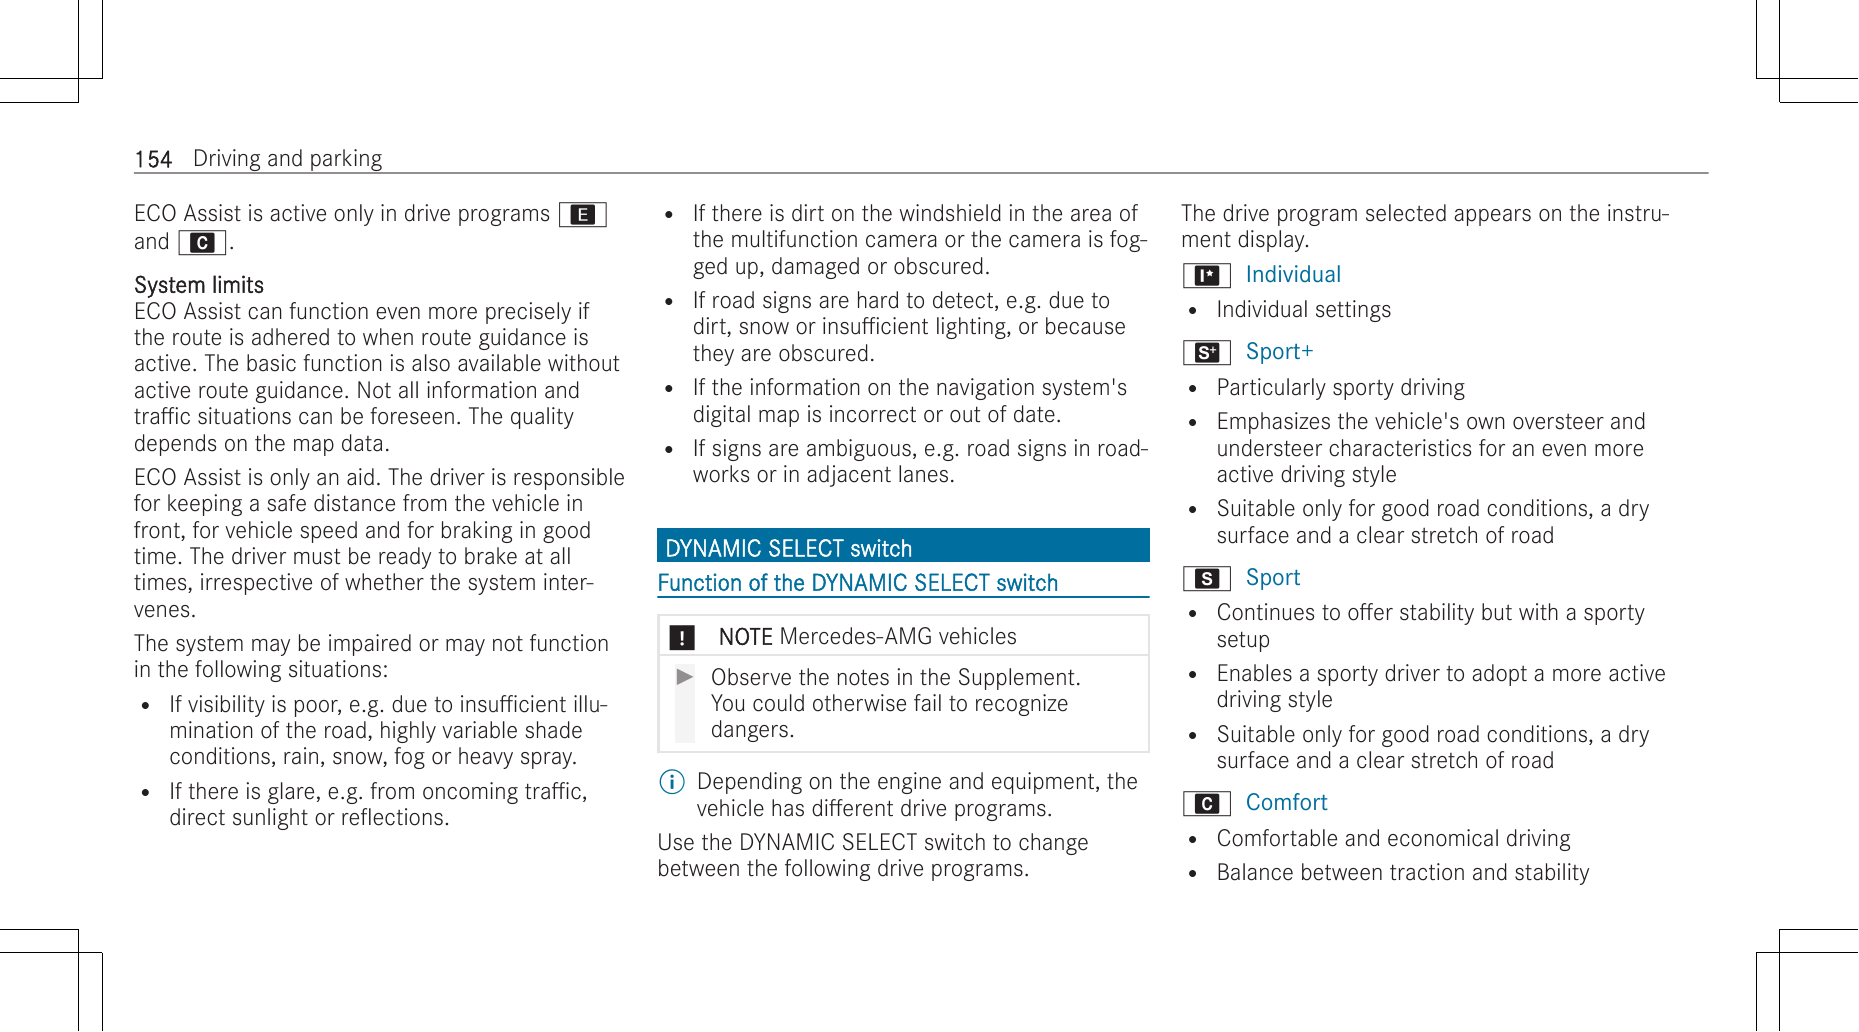 154 Driving and parking
ECO Assist is active only in drive programs E
and C.
System limits
ECO Assist can function even more precisely if
the route is adhered to when route guidance is
active. The basic function is also available without
active route guidance. Not all information and
traffic situations can be foreseen. The quality
depends on the map data.
ECO Assist is only an aid. The driver is responsible
for keeping a safe distance from the vehicle in
front, for vehicle speed and for braking in good
time. The driver must be ready to brake at all
times, irrespective of whether the system inter-
venes.
The system may be impaired or may not function
in the following situations:
• If visibility is poor, e.g. due to insufficient illu-
mination of the road, highly variable shade
conditions, rain, snow, fog or heavy spray.
• If there is glare, e.g. from oncoming traffic,
direct sunlight or reflections.
• If there is dirt on the windshield in the area of
the multifunction camera or the camera is fog-
ged up, damaged or obscured.
• If road signs are hard to detect, e.g. due to
dirt, snow or insufficient lighting, or because
they are obscured.
• If the information on the navigation system's
digital map is incorrect or out of date.
• If signs are ambiguous, e.g. road signs in road-
works or in adjacent lanes.
DYNAMIC SELECT switch
Function of the DYNAMIC SELECT switch
! NOTE Mercedes-AMG vehicles
▶ Observe the notes in the Supplement.
You could otherwise fail to recognize
dangers.
i Depending on the engine and equipment, the
vehicle has different drive programs.
Use the DYNAMIC SELECT switch to change
between the following drive programs.
The drive program selected appears on the instru-
ment display.
I* Individual
• Individual settings
S+ Sport+
• Particularly sporty driving
• Emphasizes the vehicle's own oversteer and
understeer characteristics for an even more
active driving style
• Suitable only for good road conditions, a dry
surface and a clear stretch of road
S Sport
• Continues to offer stability but with a sporty
setup
• Enables a sporty driver to adopt a more active
driving style
• Suitable only for good road conditions, a dry
surface and a clear stretch of road
C Comfort
• Comfortable and economical driving
• Balance between traction and stability